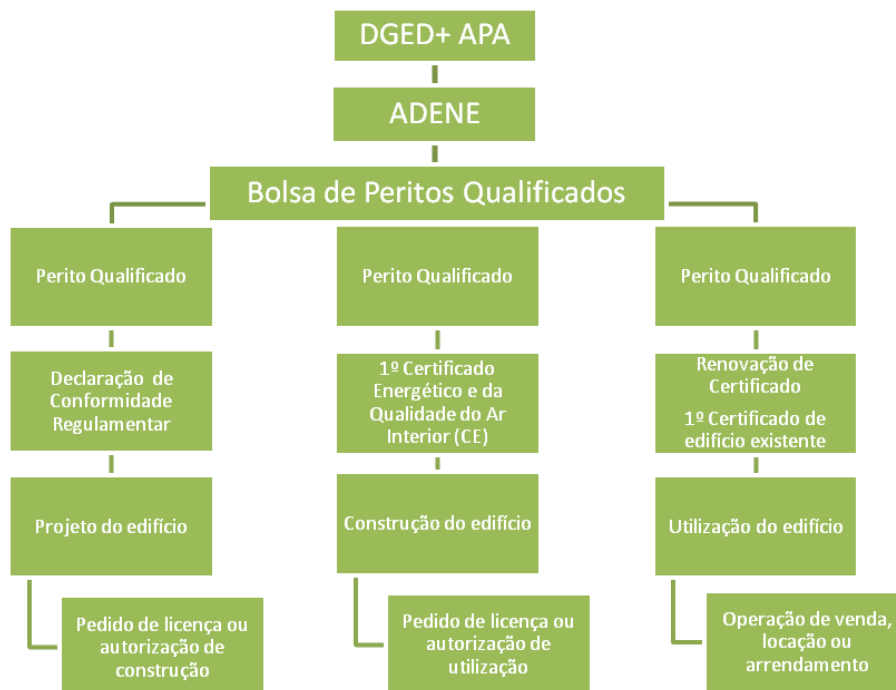 DGED+ APA
ADENE
Bolsa de Peritos Qualificados
Perito Qualificado
Perito Qualificado
Perito Qualificado
Declaração de
Conformidade
Regulamentar
1º Certificado
Energético e da
Qualidade do Ar
Interior (CE)
Renovação de
Certificado
1º Certificado de
edifício existente
Projeto do edifício
Construção do edifício
Utilização do edifício
Pedido de licença ou
autorização de
construção
Pedido de licença ou
autorização de
utilização
Operação de venda,
locação ou
arrendamento